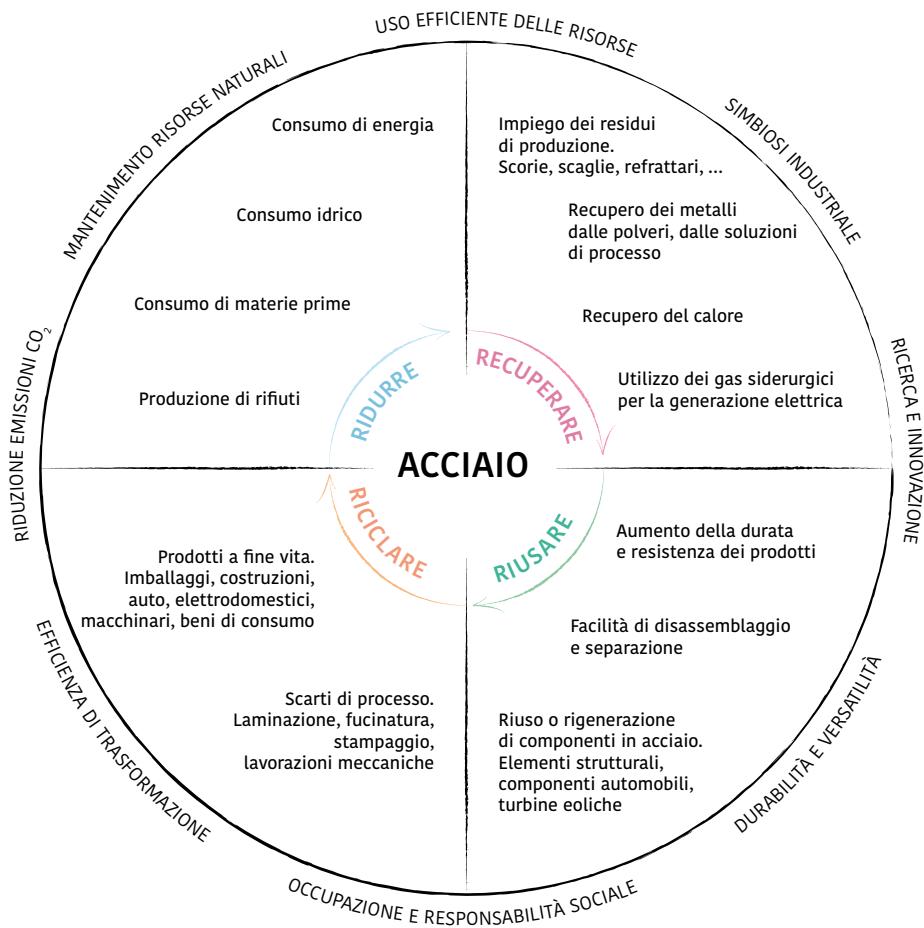 USO EFFICIENTE DELLE RISORSE
MANTENIMENTO RISORSE NATURALI
SIMBIOSI INDUSTRIALE
Consumo di energia
Impiego dei residui
di produzione.
Scorie, scaglie, refrattari, ...
Consumo idrico
Recupero dei metalli
dalle polveri, dalle soluzioni
di processo
Consumo di materie prime
Recupero del calore
Produzione di rifiuti
Utilizzo dei gas siderurgici
per la generazione elettrica
RIDUZIONE EMISSIONI CO₂
RICERCA E INNOVAZIONE
RIDURRE
RECUPERARE
ACCIAIO
RICICLARE
RIUSARE
Prodotti a fine vita.
Imballaggi, costruzioni,
auto, elettrodomestici,
macchinari, beni di consumo
Aumento della durata
e resistenza dei prodotti
Facilità di disassemblaggio
e separazione
Scarti di processo.
Laminazione, fucinatura,
stampaggio,
lavorazioni meccaniche
Riuso o rigenerazione
di componenti in acciaio.
Elementi strutturali,
componenti automobili,
turbine eoliche
EFFICIENZA DI TRASFORMAZIONE
DURABILITÀ E VERSATILITÀ
OCCUPAZIONE E RESPONSABILITÀ SOCIALE